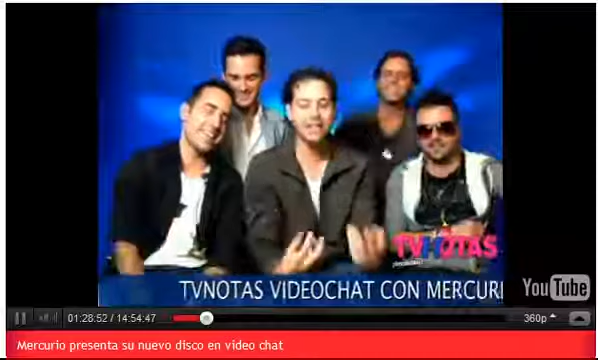 TVNOTAS
TVNOTAS VIDEOCHAT CON MERCURI
YouTube
01:28:52 / 14:54:47
360p
Mercurio presenta su nuevo disco en video chat